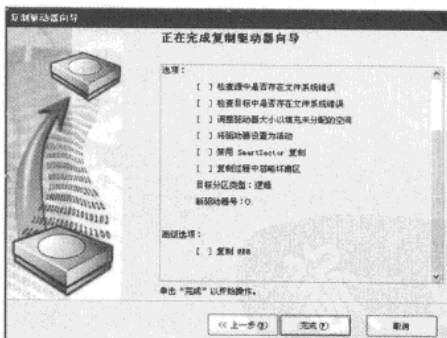 复制驱动器向导
正在完成复制驱动器向导
选项：
[ ] 检查源中是否存在文件系统错误
[ ] 检查目标中是否存在文件系统错误
[ ] 调整驱动器大小以填充未分配的空间
[ ] 将驱动器设置为活动
[ ] 禁用 SmartSector 复制
[ ] 复制过程中忽略坏扇区
目标分区类型：逻辑
新驱动器号：O:
高级选项：
[ ] 复制 MBR
单击“完成”以开始操作。
<< 上一步(B)
完成(F)
取消